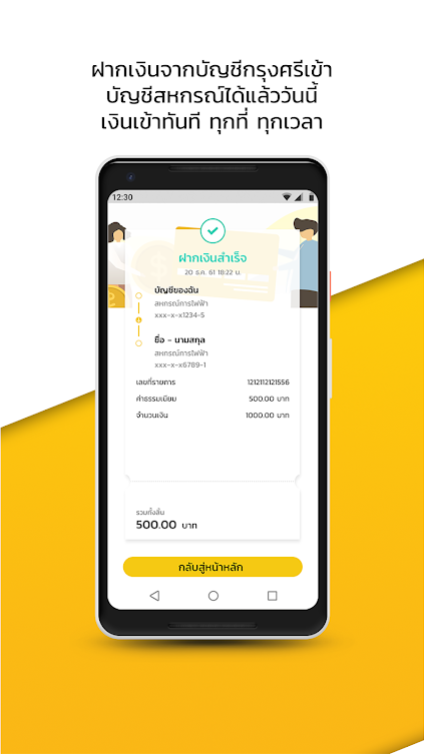 ฝากเงินจากบัญชีกรุงศรีเข้า
บัญชีสหกรณ์ได้แล้ววันนี้
เงินเข้าทันที ทุกที่ ทุกเวลา
12:30
ฝากเงินสำเร็จ
20 ธ.ค. 61 18:22 น.
บัญชีของฉัน
สหกรณ์การไฟฟ้า
xxx-x-x1234-5
ชื่อ - นามสกุล
สหกรณ์การไฟฟ้า
xxx-x-x6789-1
เลขที่รายการ 1212112121556
ค่าธรรมเนียม 500.00 บาท
จำนวนเงิน 1000.00 บาท
รวมทั้งสิ้น
500.00 บาท
กลับสู่หน้าหลัก